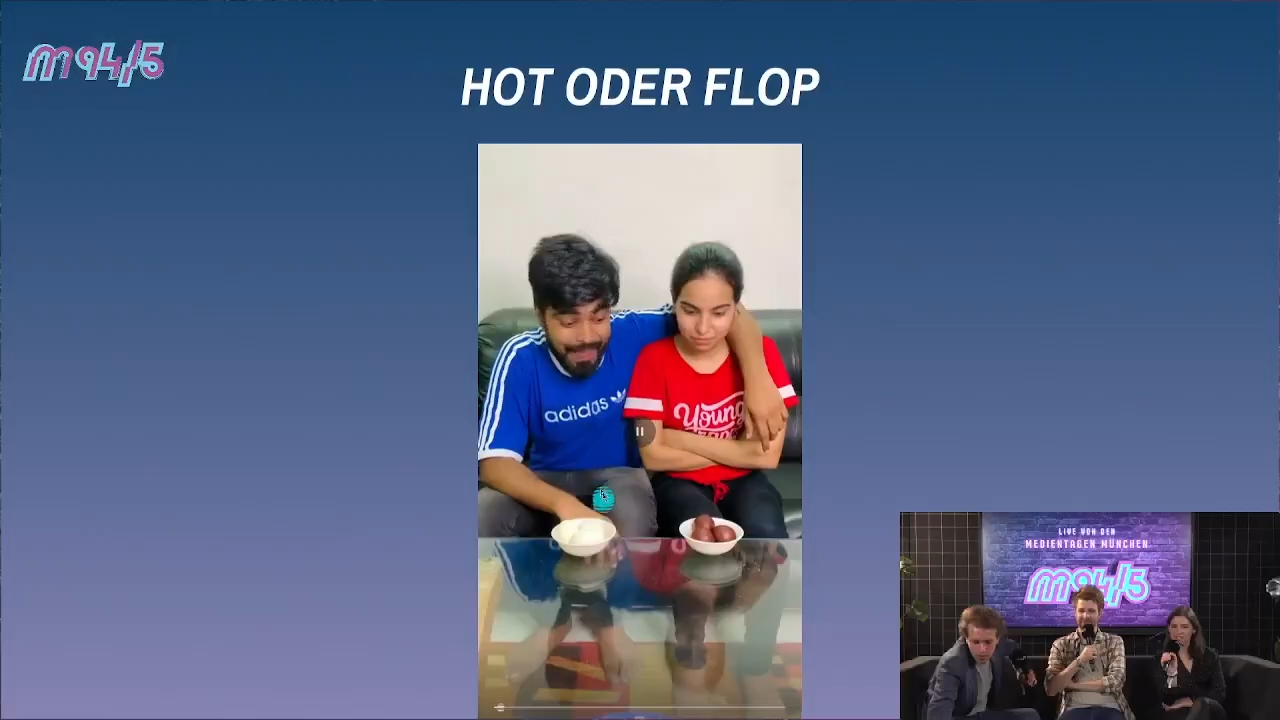 M94/5
HOT ODER FLOP
adidas
Young
LIVE VON DEN
MEDIENTAGEN MÜNCHEN
M94/5